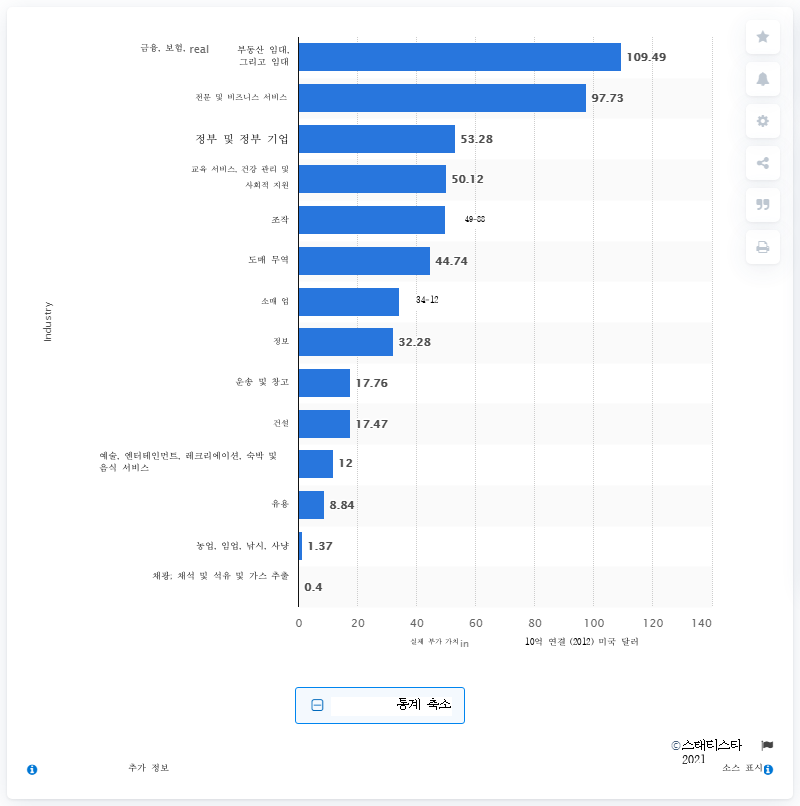 금융, 보험, real 부동산 임대,
그리고 임대
109.49
전문 및 비즈니스 서비스
97.73
정부 및 정부 기업
53.28
교육 서비스, 건강 관리 및
사회적 지원
50.12
조작
49-88
도매 무역
44.74
소매 업
34-12
정보
32.28
운송 및 창고
17.76
건설
17.47
예술, 엔터테인먼트, 레크리에이션, 숙박 및
음식 서비스
12
유용
8.84
농업, 임업, 낚시, 사냥
1.37
채광; 채석 및 석유 및 가스 추출
0.4
Industry
0 20 40 60 80 100 120 140
실제 부가 가치in 10억 연결 (2012) 미국 달러
통계 축소
©스태티스타
2021
추가 정보
소스 표시